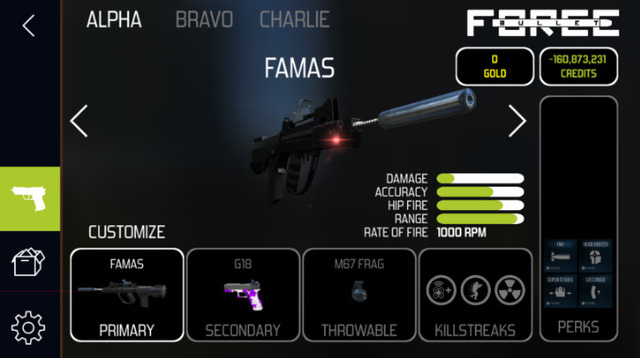 ALPHA BRAVO CHARLIE
BULLET FORCE
FAMAS
0
GOLD
-160,873,231
CREDITS
DAMAGE
ACCURACY
HIP FIRE
RANGE
RATE OF FIRE 1000 RPM
CUSTOMIZE
FAMAS
PRIMARY
G18
SECONDARY
M67 FRAG
THROWABLE
KILLSTREAKS
PERKS